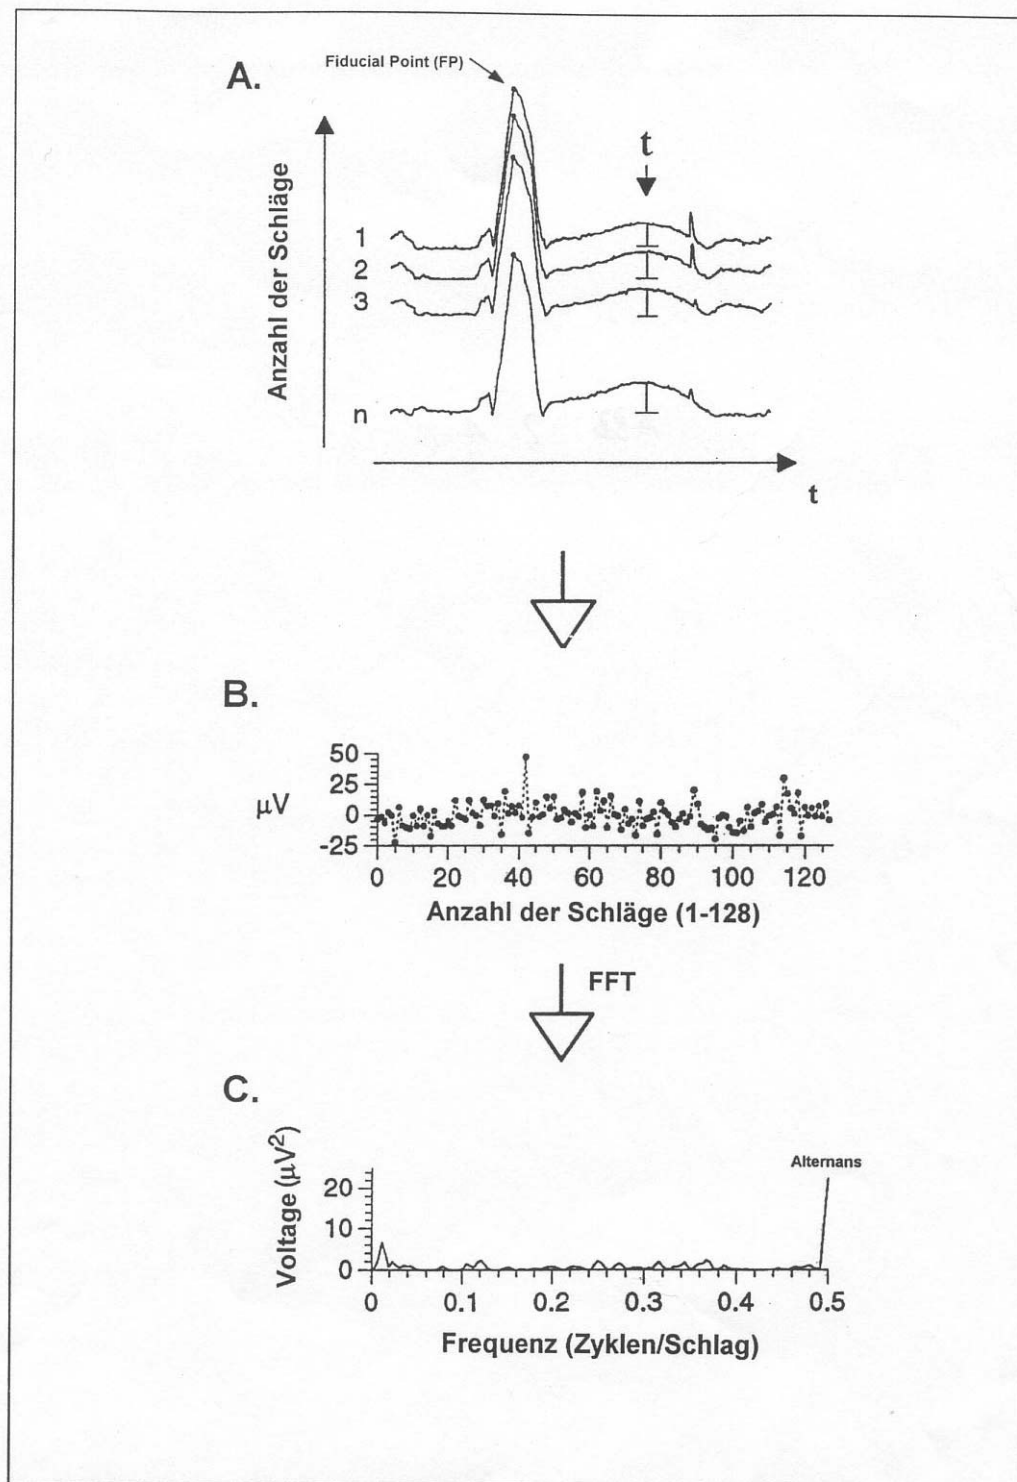 A.
Fiducial Point (FP)
Anzahl der Schläge
t
1
2
3
n
t
B.
50
25
0
-25
µV
0 20 40 60 80 100 120
Anzahl der Schläge (1-128)
FFT
C.
Voltage (µV²)
Alternans
20
10
0
0 0.1 0.2 0.3 0.4 0.5
Frequenz (Zyklen/Schlag)